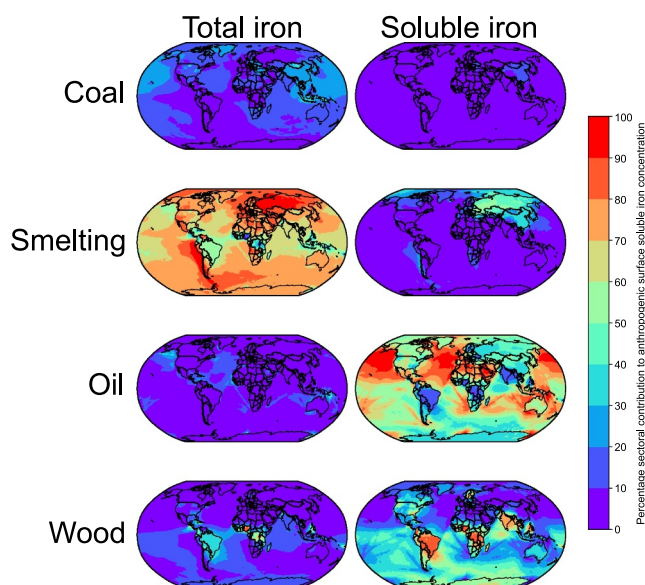 Total iron Soluble iron
Coal
Smelting
Oil
Wood
100
90
80
70
60
50
40
30
20
10
0
Percentage sectoral contribution to anthropogenic surface soluble iron concentration